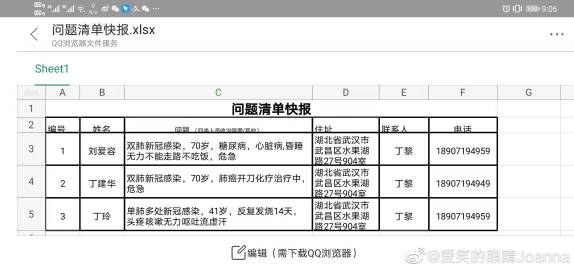 9:06
问题清单快报.xlsx
QQ浏览器文件服务
Sheet1
A B C D E F
1 问题清单快报
2 编号 姓名 问题 住址 联系人 电话
3 1 刘爱容 双肺新冠感染，70岁，糖尿病，心脏病,昏睡 湖北省武汉市 丁黎 18907194959
无力不能走路不吃饭，危急 武昌区水果湖
路27号904室
4 2 丁建华 双肺新冠感染，70岁，肺癌开刀化疗治疗中， 湖北省武汉市 丁黎 18907194949
危急 武昌区水果湖
路27号904室
5 3 丁玲 单肺多处新冠感染，41岁，反复发烧14天， 湖北省武汉市 丁黎 18907194959
头疼咳嗽无力呕吐流虚汗 武昌区水果湖
路27号904室
编辑（需下载QQ浏览器）
@爱笑的眼睛Joanna